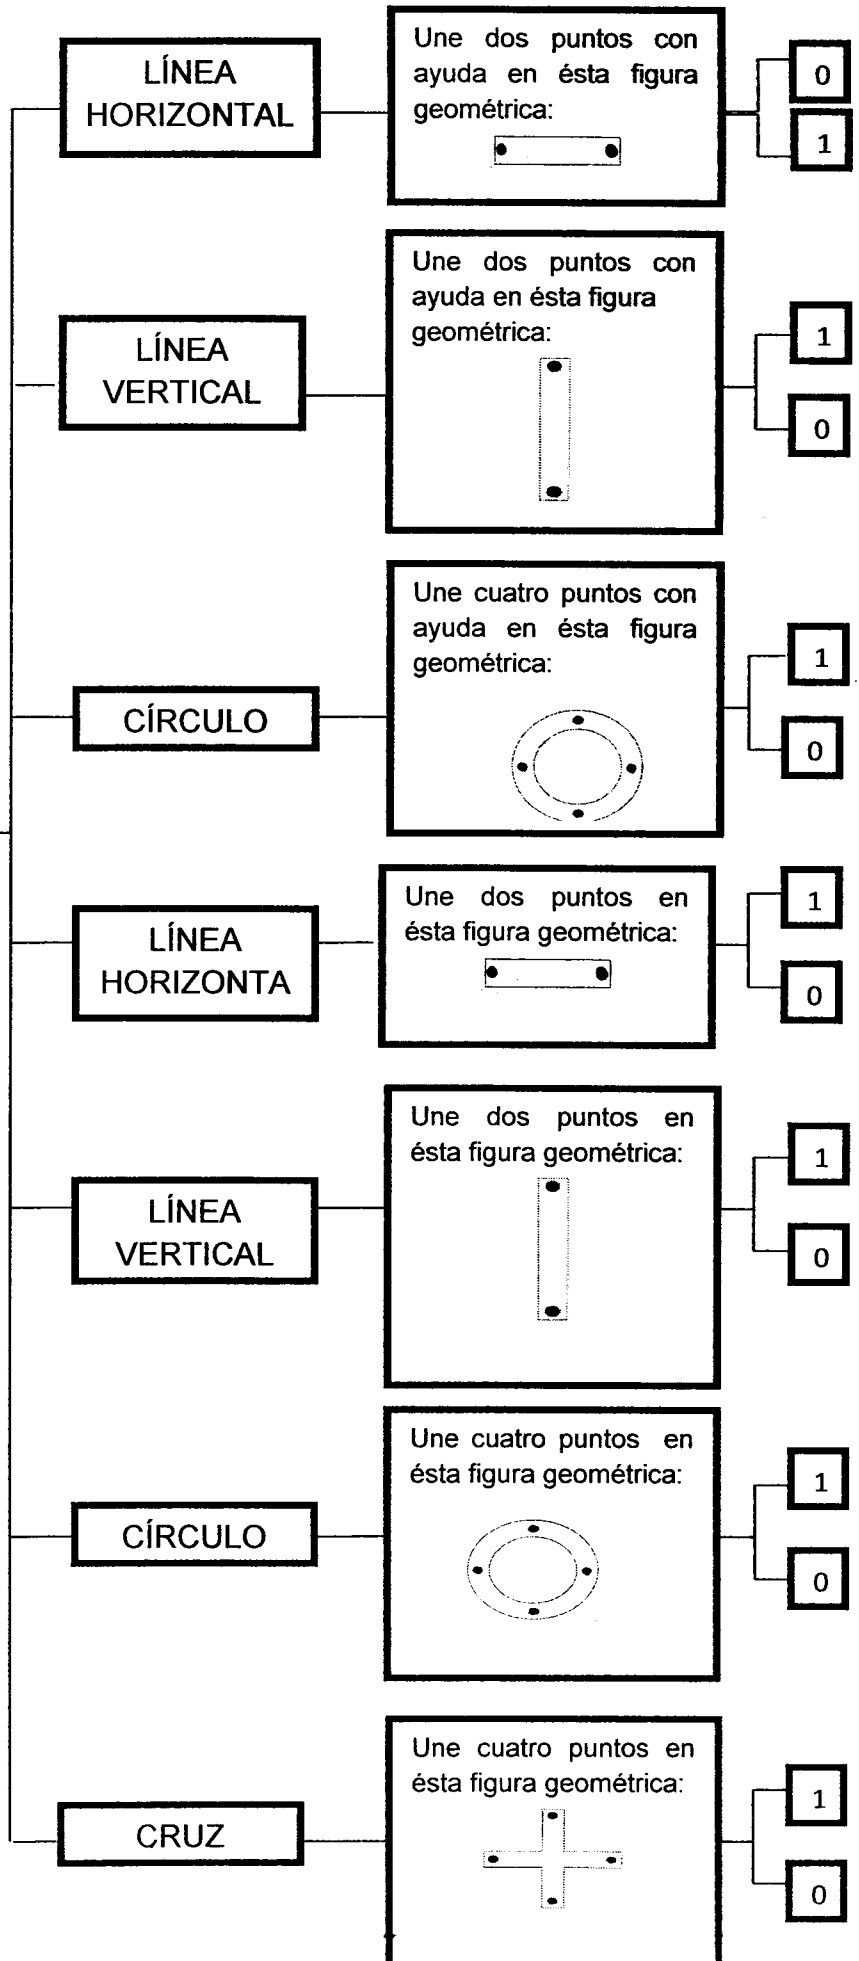 LÍNEA
HORIZONTAL
Une dos puntos con
ayuda en ésta figura
geométrica:
0
1
LÍNEA
VERTICAL
Une dos puntos con
ayuda en ésta figura
geométrica:
1
0
CÍRCULO
Une cuatro puntos con
ayuda en ésta figura
geométrica:
1
0
LÍNEA
HORIZONTA
Une dos puntos en
ésta figura geométrica:
1
0
LÍNEA
VERTICAL
Une dos puntos en
ésta figura geométrica:
1
0
CÍRCULO
Une cuatro puntos en
ésta figura geométrica:
1
0
CRUZ
Une cuatro puntos en
ésta figura geométrica:
1
0